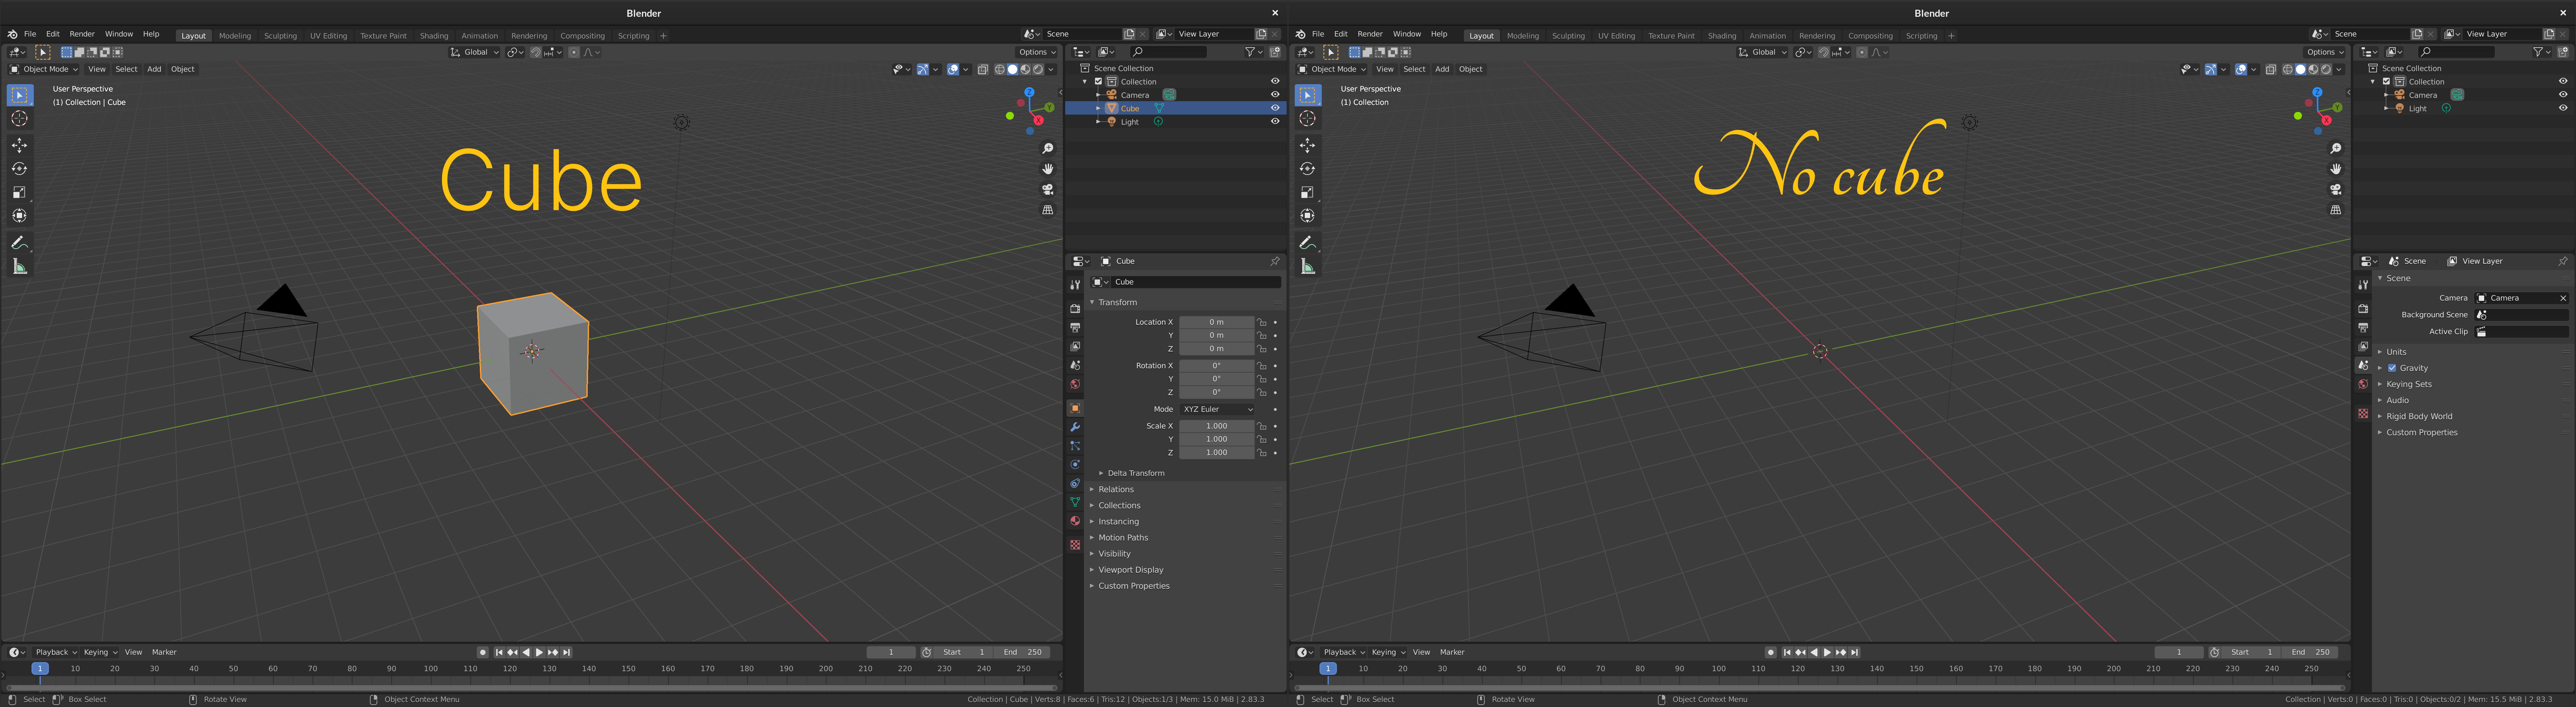 Blender
File Edit Render Window Help Layout Modeling Sculpting UV Editing Texture Paint Shading Animation Rendering Compositing Scripting + Scene View Layer
Global Options
Object Mode View Select Add Object
User Perspective
(1) Collection | Cube
Z
Y
X
Cube
Scene Collection
Collection
Camera
Cube
Light
Cube
Cube
Transform
Location X 0 m
Y 0 m
Z 0 m
Rotation X 0°
Y 0°
Z 0°
Mode XYZ Euler
Scale X 1.000
Y 1.000
Z 1.000
Delta Transform
Relations
Collections
Instancing
Motion Paths
Visibility
Viewport Display
Custom Properties
Playback Keying View Marker 1 Start 1 End 250
1 10 20 30 40 50 60 70 80 90 100 110 120 130 140 150 160 170 180 190 200 210 220 230 240 250
Select Box Select Rotate View Object Context Menu Collection | Cube | Verts:8 | Faces:6 | Tris:12 | Objects:1/3 | Mem: 15.0 MiB | 2.83.3
Blender
File Edit Render Window Help Layout Modeling Sculpting UV Editing Texture Paint Shading Animation Rendering Compositing Scripting + Scene View Layer
Global Options
Object Mode View Select Add Object
User Perspective
(1) Collection
Z
Y
X
No cube
Scene Collection
Collection
Camera
Light
Scene View Layer
Scene
Camera Camera
Background Scene
Active Clip
Units
Gravity
Keying Sets
Audio
Rigid Body World
Custom Properties
Playback Keying View Marker 1 Start 1 End 250
1 10 20 30 40 50 60 70 80 90 100 110 120 130 140 150 160 170 180 190 200 210 220 230 240 250
Select Box Select Rotate View Object Context Menu Collection | Verts:0 | Faces:0 | Tris:0 | Objects:0/2 | Mem: 15.5 MiB | 2.83.3